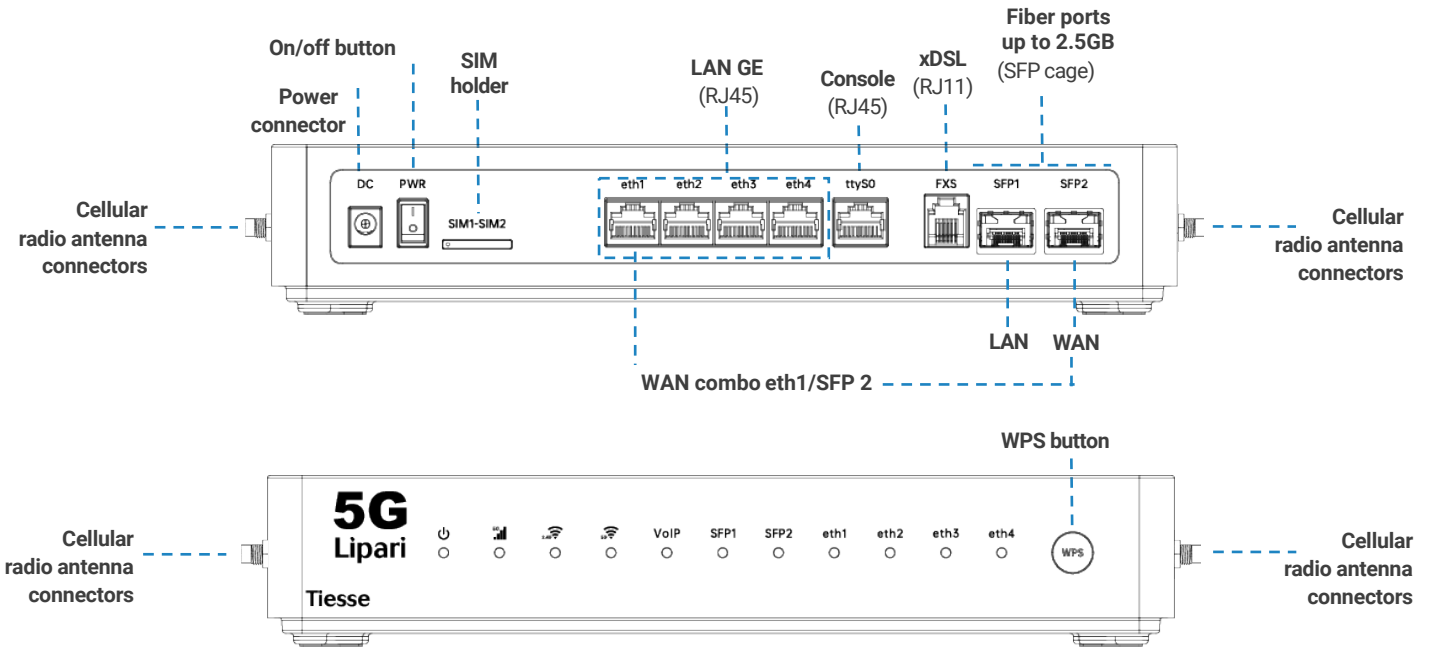 Fiber ports
up to 2.5GB
(SFP cage)
On/off button
SIM
holder
LAN GE
(RJ45)
Console
(RJ45)
xDSL
(RJ11)
Power
connector
DC
PWR
SIM1-SIM2
eth1
eth2
eth3
eth4
ttyS0
FXS
SFP1
SFP2
Cellular
radio antenna
connectors
Cellular
radio antenna
connectors
LAN
WAN
WAN combo eth1/SFP 2
WPS button
5G
Lipari
VoIP
SFP1
SFP2
eth1
eth2
eth3
eth4
WPS
Tiesse
Cellular
radio antenna
connectors
Cellular
radio antenna
connectors